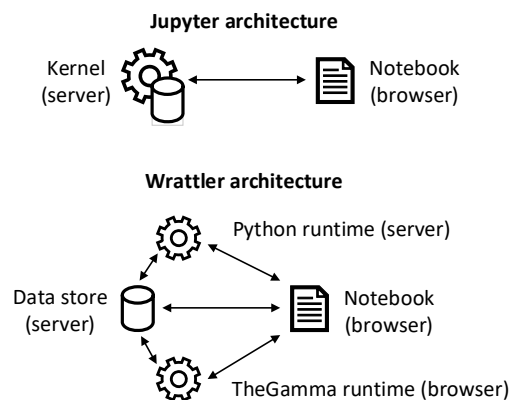 Jupyter architecture
Kernel
(server)
Notebook
(browser)
Wrattler architecture
Python runtime (server)
Data store
(server)
Notebook
(browser)
TheGamma runtime (browser)